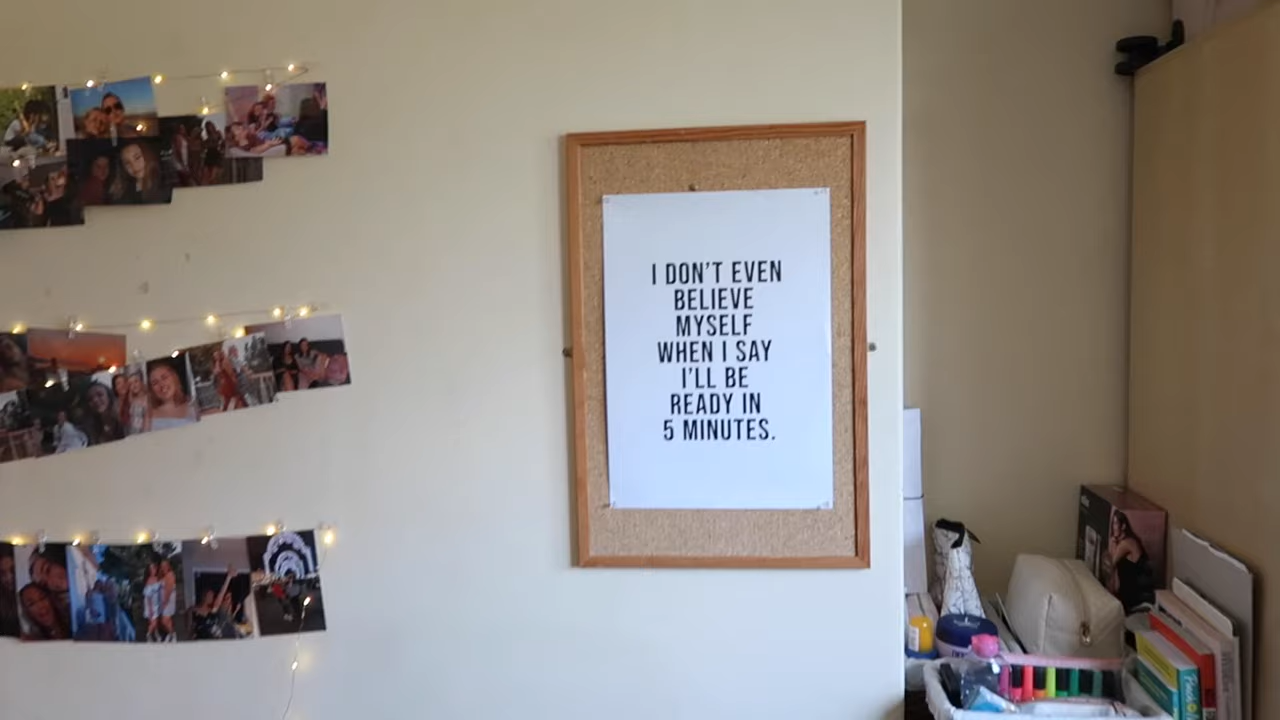 I DON'T EVEN
BELIEVE
MYSELF
WHEN I SAY
I'LL BE
READY IN
5 MINUTES.